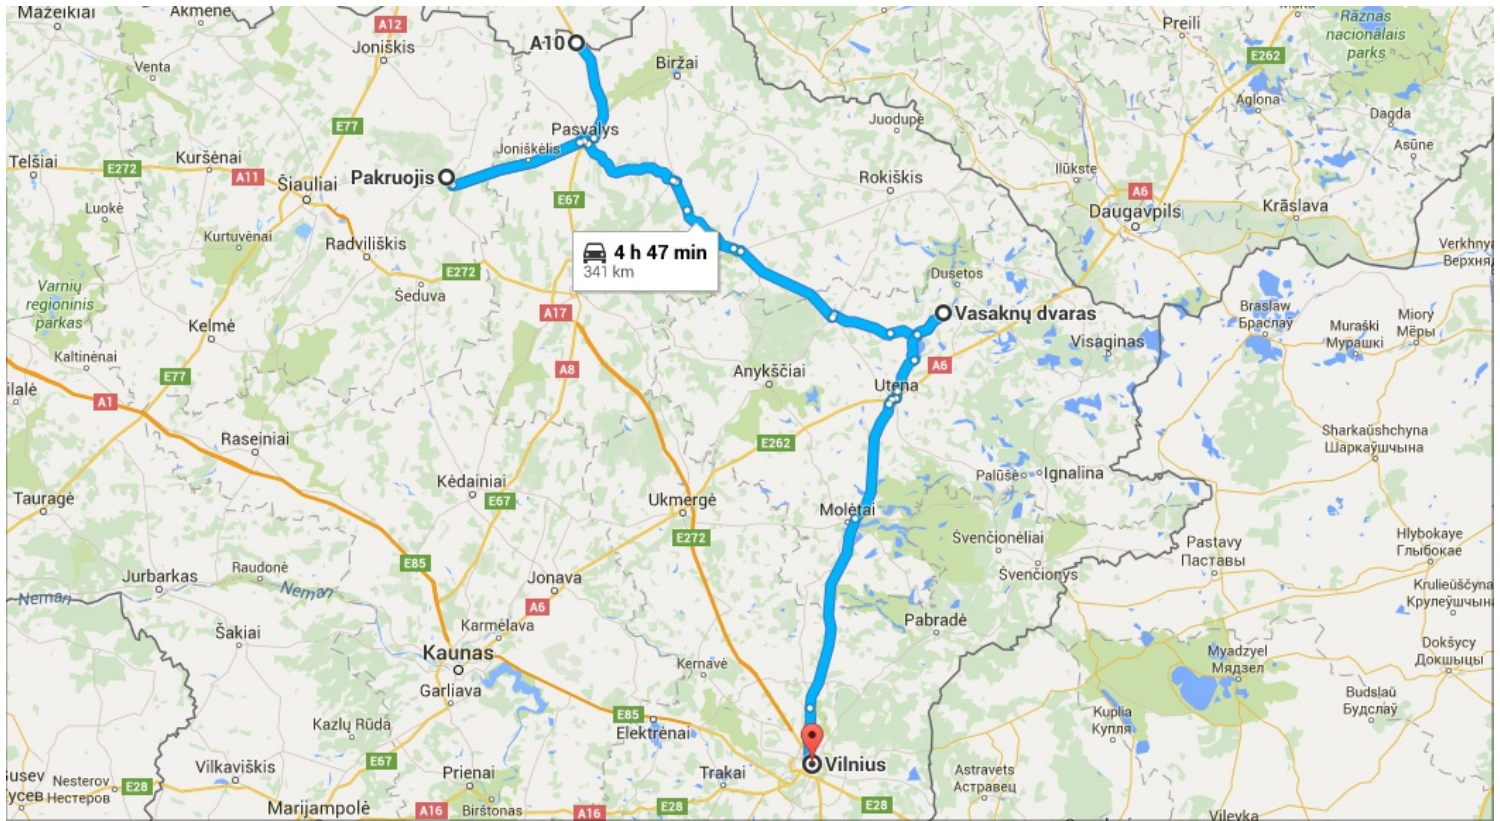 Mažeikiai
Akmenė
A12
Joniškis
Venta
A10
Biržai
Preili
Rāznas
nacionālais
parks
E262
Aglona
Dagda
Asūne
E77
Pasvalys
Juodupė
Telšiai
E272
Kuršėnai
A11
Šiauliai
Joniškėlis
Pakruojis
Rokiškis
Ilūkste
A6
Daugavpils
Krāslava
Luokė
E67
Kurtuvėnai
Radviliškis
4 h 47 min
341 km
Verkhnya
Верхня
E272
Šeduva
Dusetos
Varnių
regioninis
parkas
A17
Vasaknų dvaras
Braslaw
Браслаў
Miory
Мёры
Muraški
Мурашкі
Kelmė
Visaginas
Kaltinėnai
E77
A8
Anykščiai
A6
Utena
ilalė
A1
Raseiniai
E262
Sharkaŭshchyna
Шаркаўшчына
Kėdainiai
E67
Palūšė
Ignalina
Tauragė
Ukmergė
Molėtai
E272
Švenčionėliai
Hlybokaye
Глыбокае
Pastavy
Паставы
E85
Švenčionys
Jurbarkas
Raudonė
Jonava
Neman
Neman
A6
Krulieŭščyna
Крулеўшчын
Šakiai
Karmėlava
Pabradė
Kaunas
Kernavė
Myadzyel
Мядзел
Dokšycy
Докшыцы
Garliava
Budslaŭ
Будслаў
Kazlų Rūda
E85
Elektrėnai
Kuplia
Купля
E67
Vilnius
Vilkaviškis
Prienai
Trakai
Astravets
Астравец
Gusev
Гусев
Nesterov
Нестеров
E28
Marijampolė
A16
Birštonas
A16
E28
E28
Vileyka